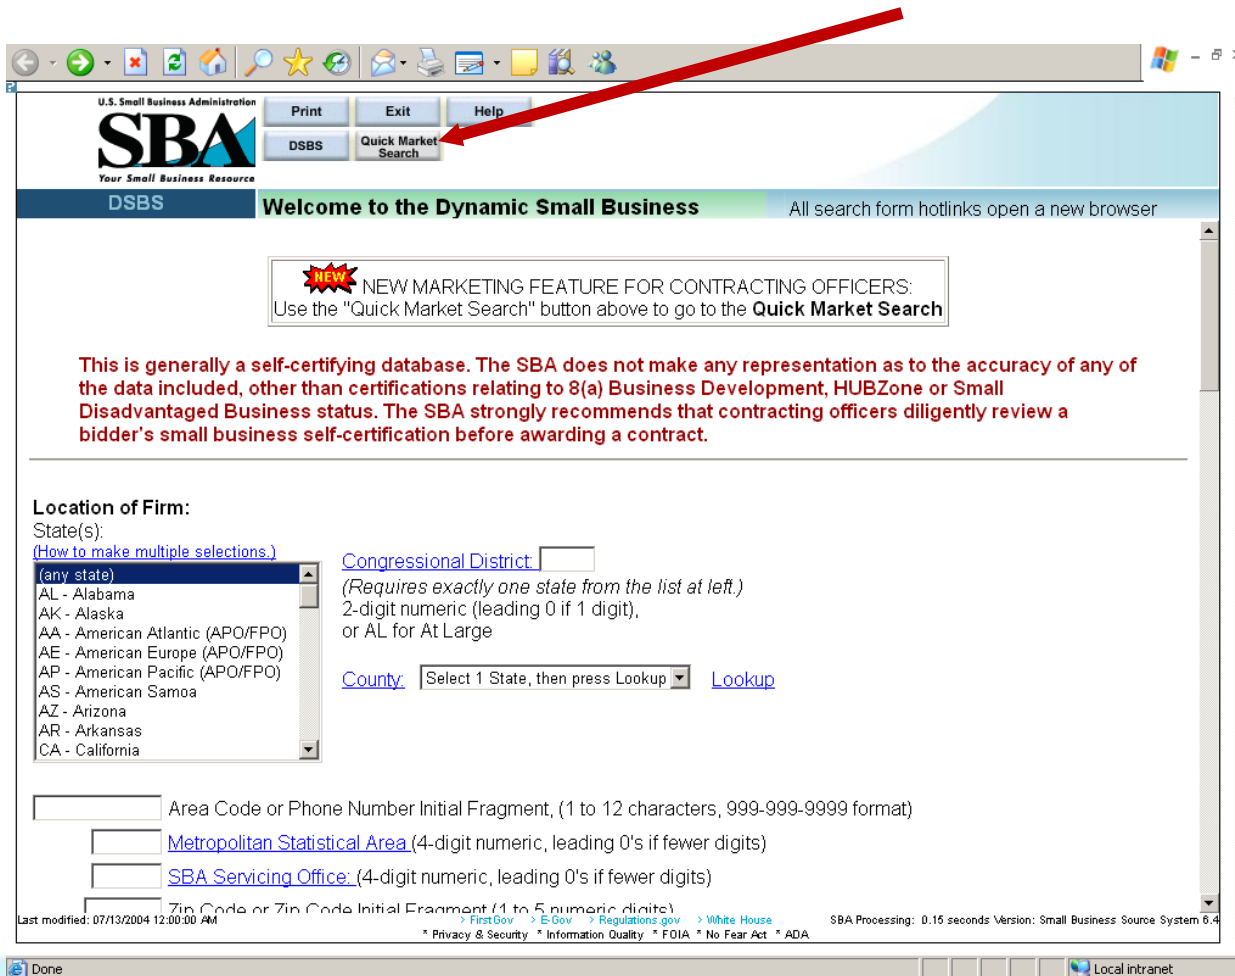 U.S. Small Business Administration
SBA
Your Small Business Resource
Print
Exit
Help
DSBS
Quick Market
Search
DSBS
Welcome to the Dynamic Small Business
All search form hotlinks open a new browser
NEW
NEW MARKETING FEATURE FOR CONTRACTING OFFICERS:
Use the "Quick Market Search" button above to go to the Quick Market Search
This is generally a self-certifying database. The SBA does not make any representation as to the accuracy of any of
the data included, other than certifications relating to 8(a) Business Development, HUBZone or Small
Disadvantaged Business status. The SBA strongly recommends that contracting officers diligently review a
bidder's small business self-certification before awarding a contract.
Location of Firm:
State(s):
(How to make multiple selections.)
(any state)
AL - Alabama
AK - Alaska
AA - American Atlantic (APO/FPO)
AE - American Europe (APO/FPO)
AP - American Pacific (APO/FPO)
AS - American Samoa
AZ - Arizona
AR - Arkansas
CA - California
Congressional District:
(Requires exactly one state from the list at left.)
2-digit numeric (leading 0 if 1 digit),
or AL for At Large
County: Select 1 State, then press Lookup Lookup
Area Code or Phone Number Initial Fragment, (1 to 12 characters, 999-999-9999 format)
Metropolitan Statistical Area (4-digit numeric, leading 0's if fewer digits)
SBA Servicing Office: (4-digit numeric, leading 0's if fewer digits)
Zip Code or Zip Code Initial Fragment (1 to 5 numeric digits)
Last modified: 07/13/2004 12:00:00 AM > FirstGov > E-Gov > Regulations.gov > White House SBA Processing: 0.15 seconds Version: Small Business Source System 6.4
* Privacy & Security * Information Quality * FOIA * No Fear Act * ADA
Done
Local intranet